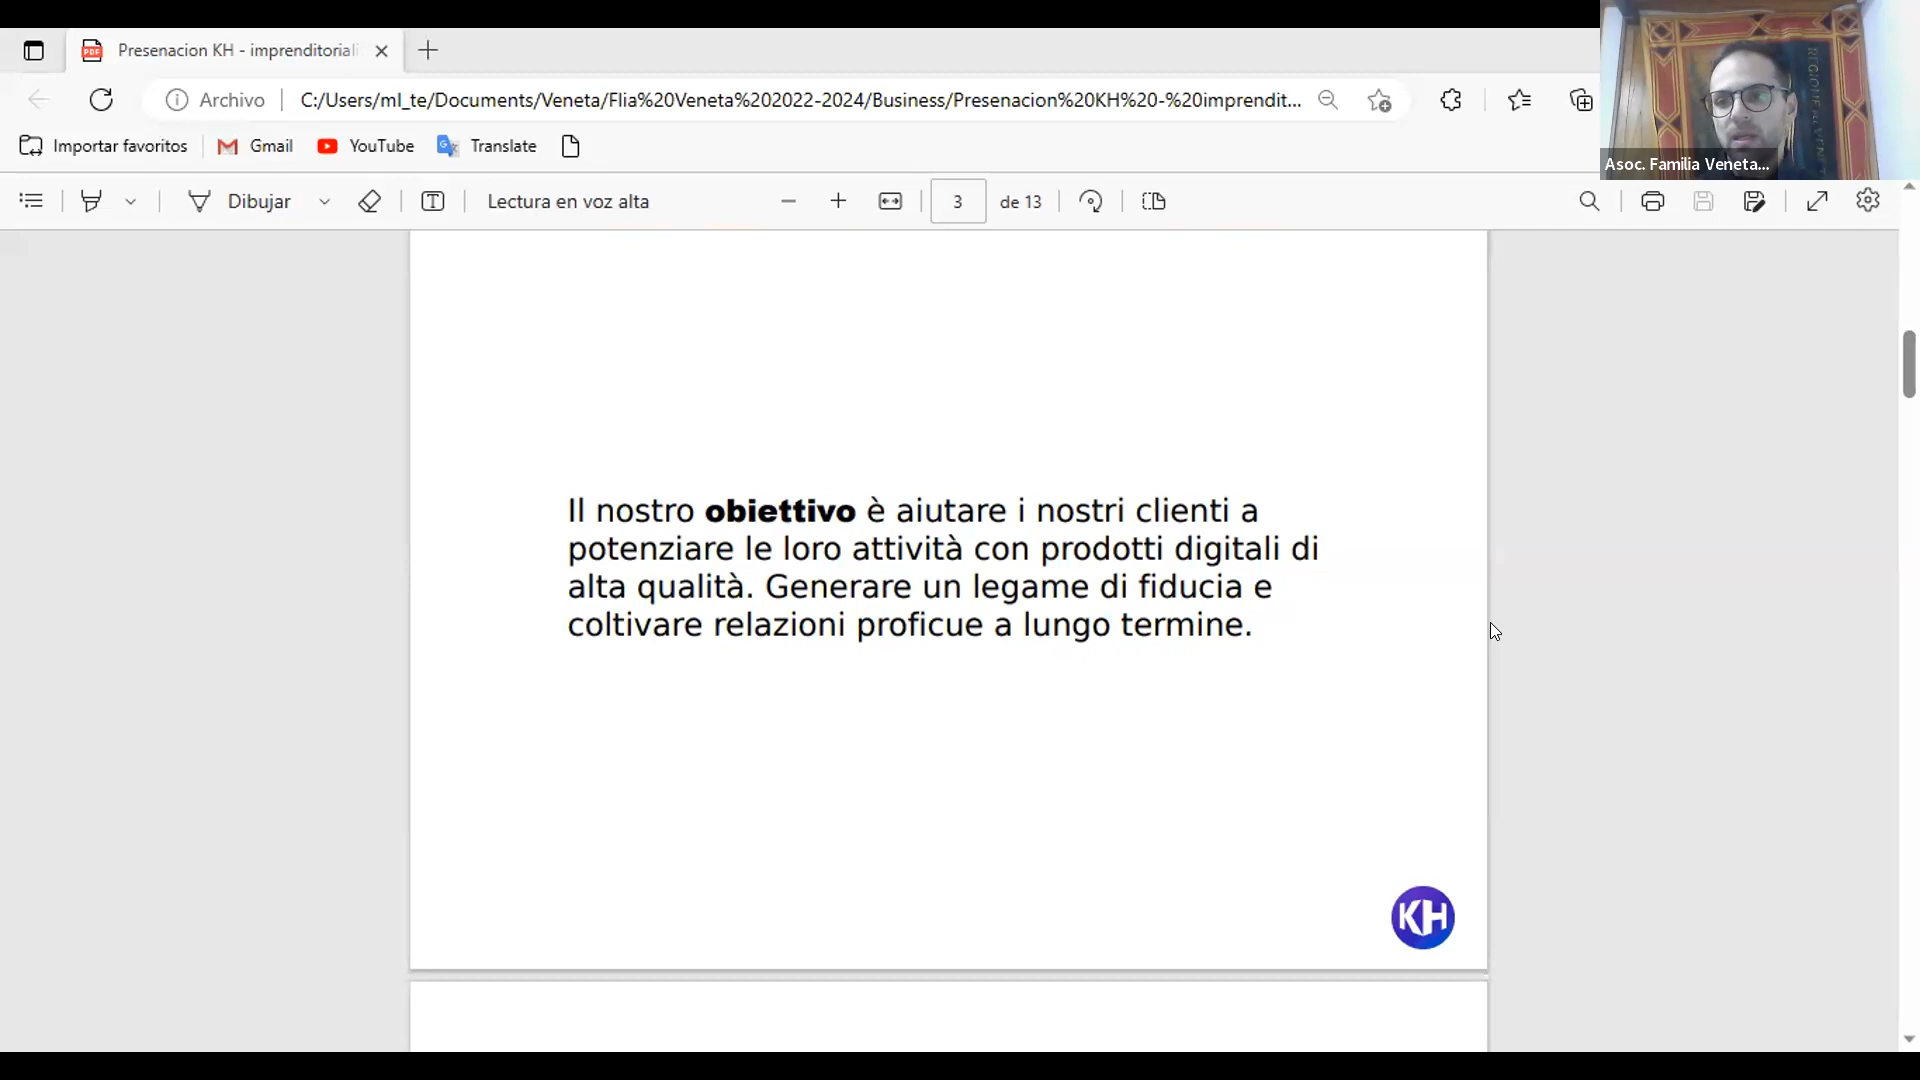 Presenacion KH - imprenditoriali
Archivo
C:/Users/ml_te/Documents/Veneta/Flia%20Veneta%202022-2024/Business/Presenacion%20KH%20-%20imprendit...
Importar favoritos
Gmail
YouTube
Translate
REGIONE
Asoc. Familia Veneta...
Dibujar
Lectura en voz alta
3
de 13
Il nostro obiettivo è aiutare i nostri clienti a
potenziare le loro attività con prodotti digitali di
alta qualità. Generare un legame di fiducia e
coltivare relazioni proficue a lungo termine.
KH